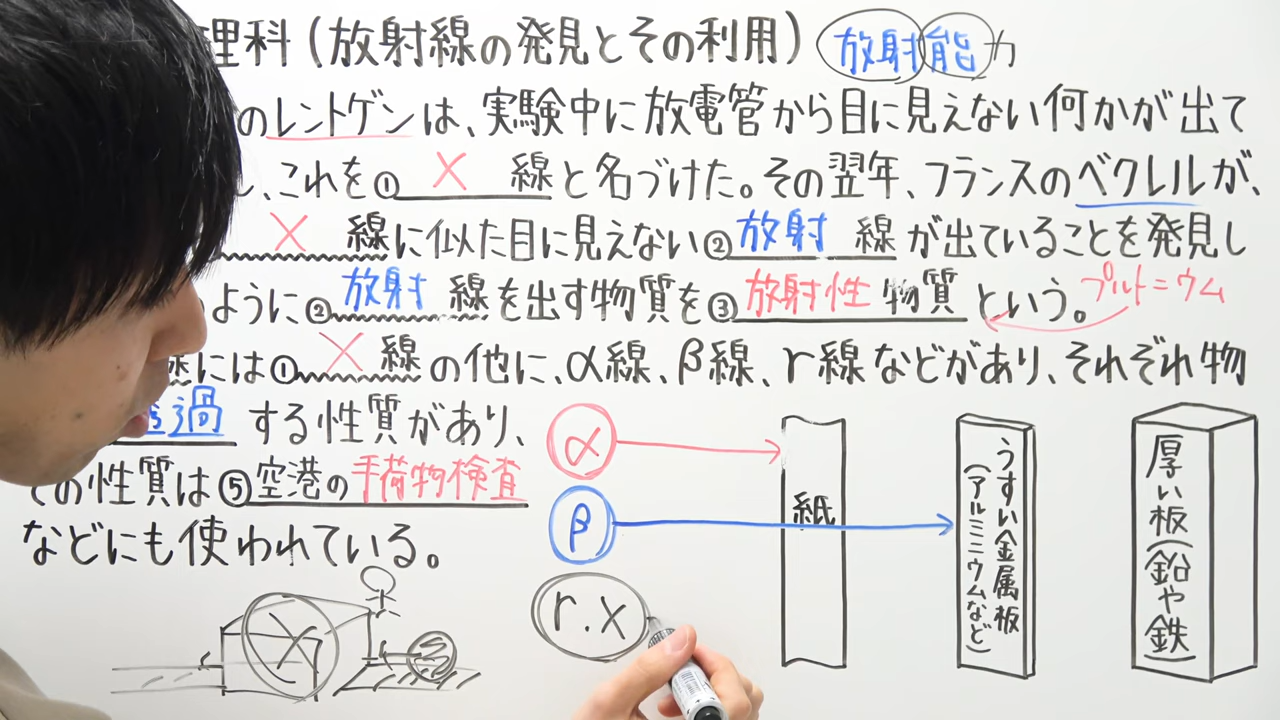 理科(放射線の発見とその利用) 放射能力
のレントゲンは、実験中に放電管から目に見えない何かが出て
、これを①X線と名づけた。その翌年、フランスのベクレルが、
X線に似た目に見えない②放射線が出ていることを発見し
ように②放射線を出す物質を③放射性物質という。プルトニウム
には①X線の他に、α線、β線、r線などがあり、それぞれ物
過する性質があり、
の性質は⑤空港の手荷物検査
などにも使われている。
α
β
r.x
紙
うすい金属板
(アルミニウムなど)
厚い板(鉛や鉄)
X